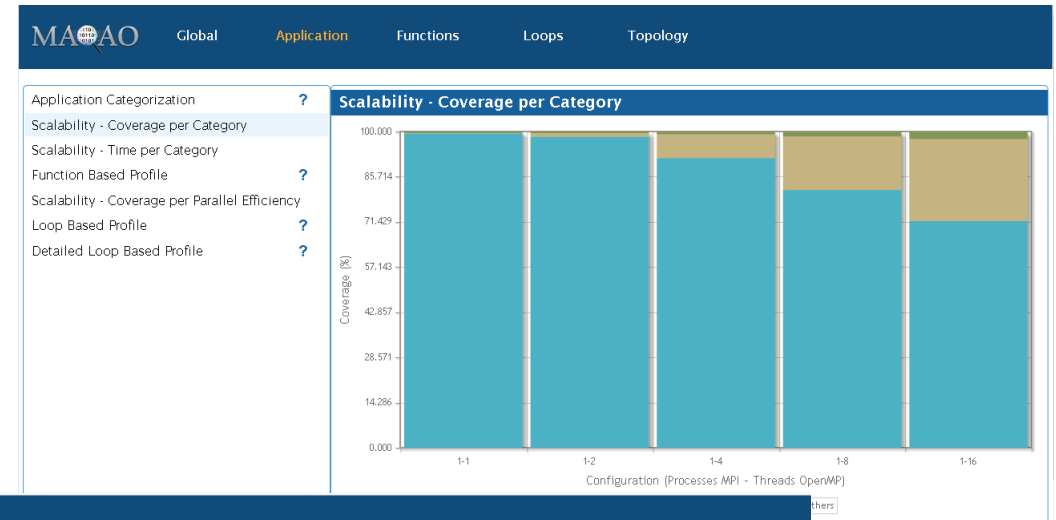 MAQAO
Global
Application
Functions
Loops
Topology
Application Categorization ?
Scalability - Coverage per Category
Scalability - Time per Category
Function Based Profile ?
Scalability - Coverage per Parallel Efficiency
Loop Based Profile ?
Detailed Loop Based Profile ?
Scalability - Coverage per Category
Coverage (%)
100.000
85.714
71.429
57.143
42.857
28.571
14.286
0.000
1-1
1-2
1-4
1-8
1-16
Configuration (Processes MPI - Threads OpenMP)
thers